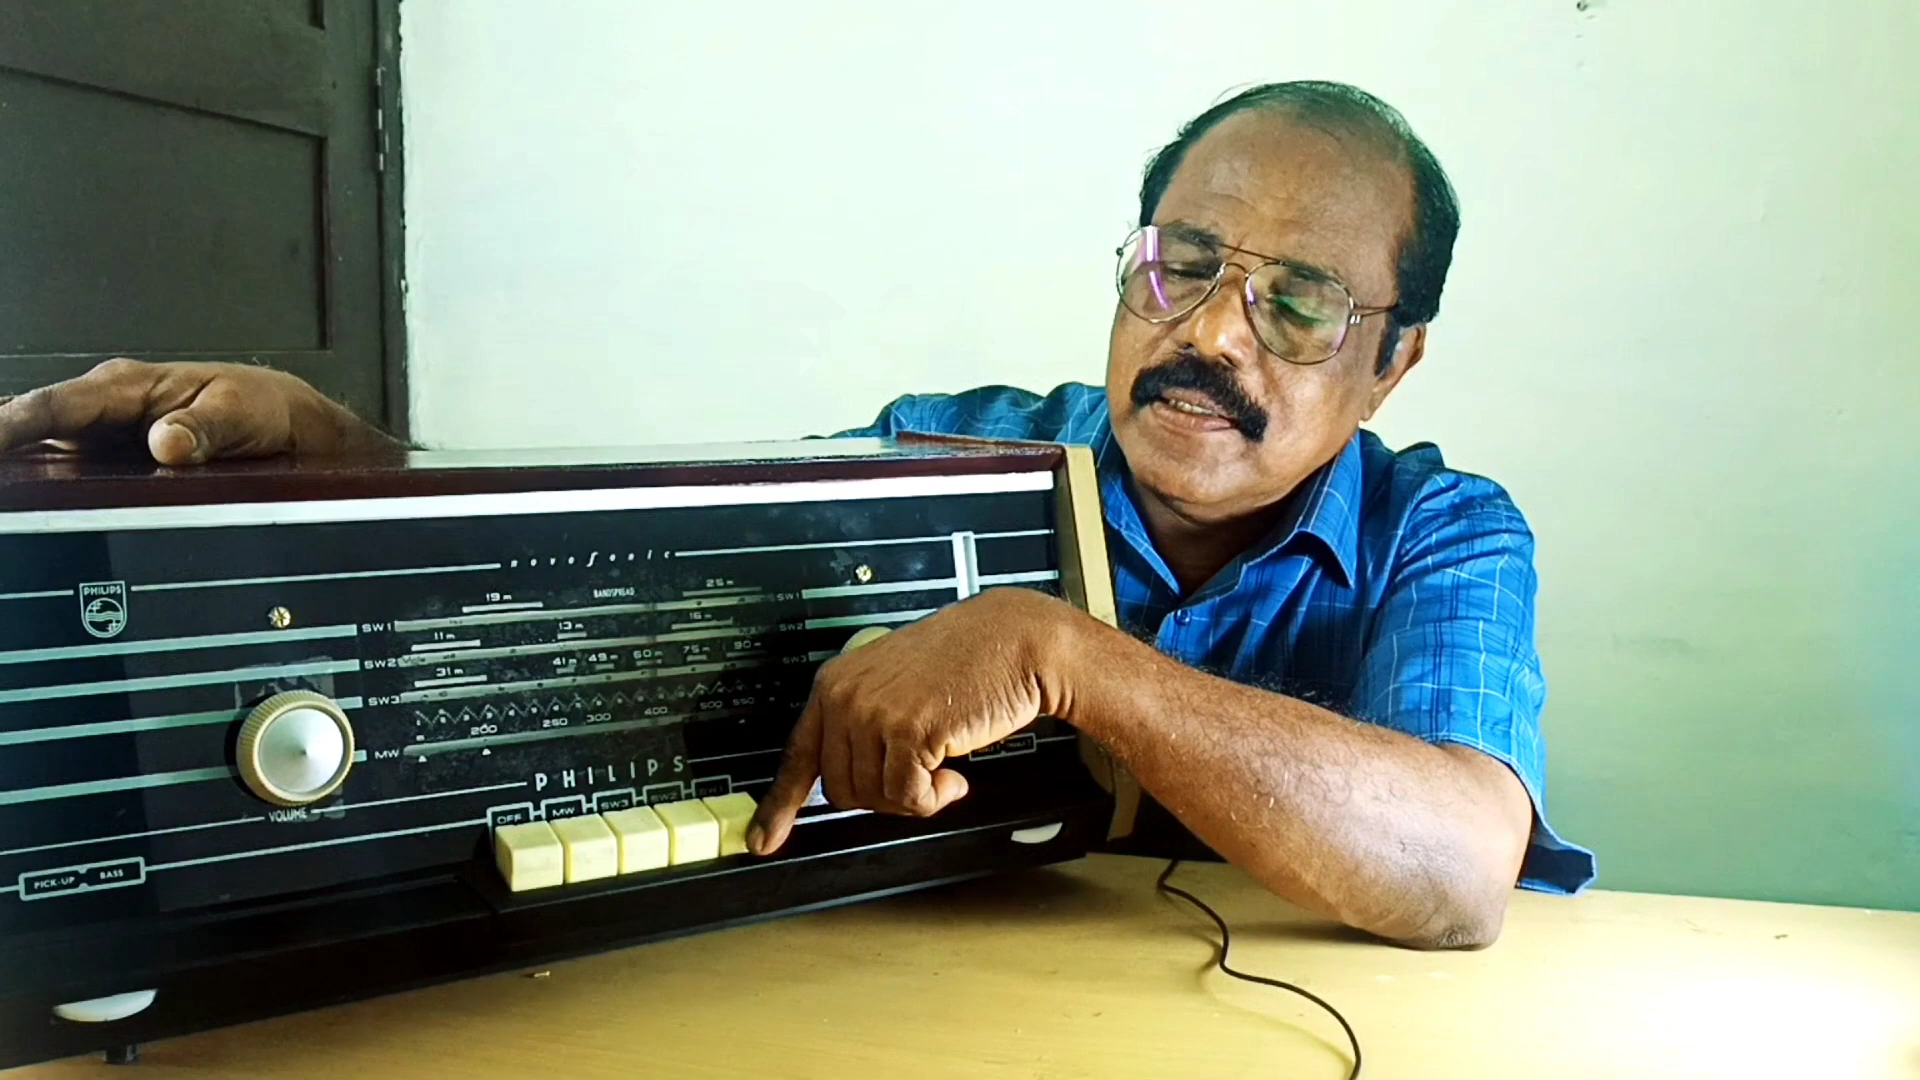 novosonic
PHILIPS
19 m BANDSPREAD 25 m
SW1 SW1
11 m 13 m 16 m
SW2 SW2
41 m 49 m 60 m 75 m 90 m
31 m
SW3 SW3
200 250 300 400 500 550
MW
PHILIPS
VOLUME
OFF MW SW3 SW2 SW1
PICK-UP BASS